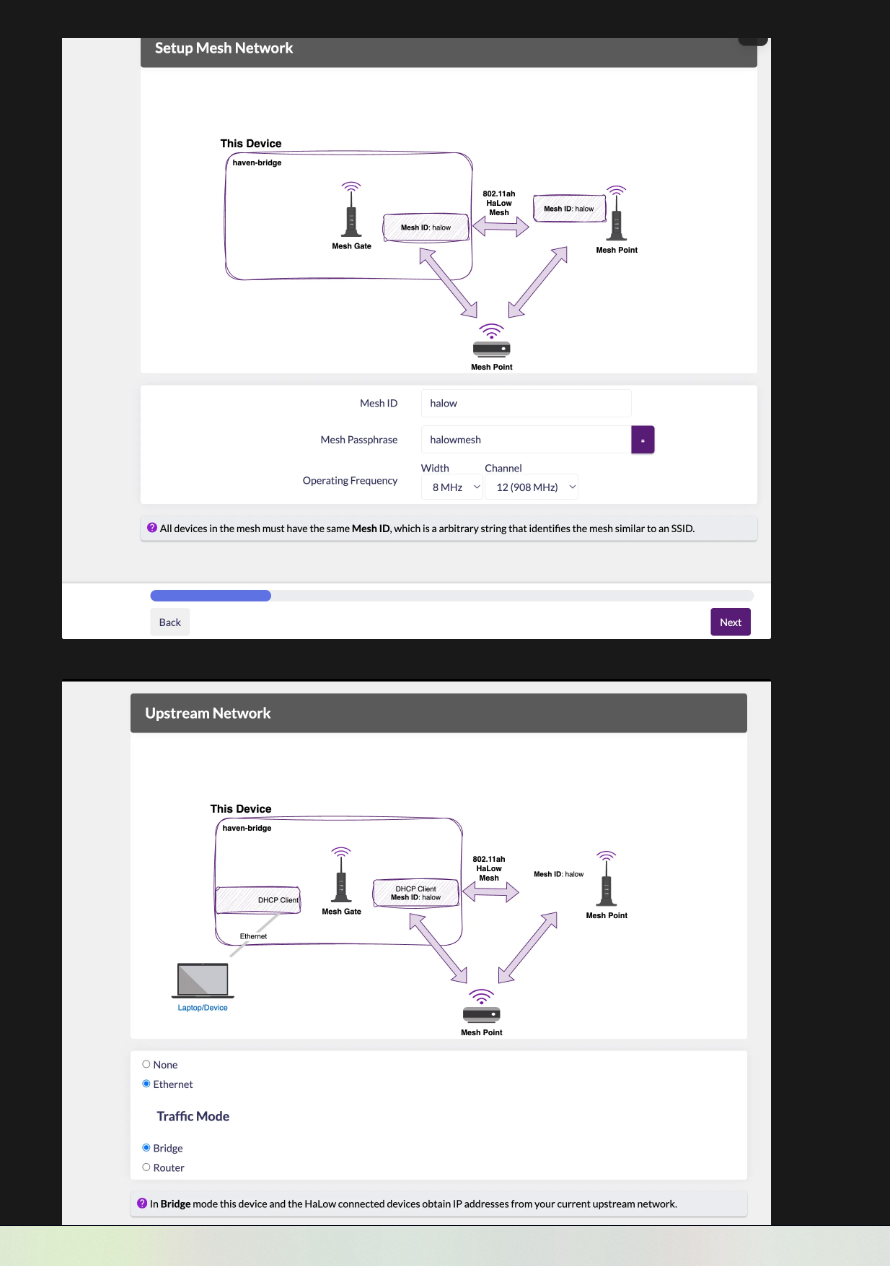 Setup Mesh Network
This Device
haven-bridge
802.11ah
HaLow
Mesh
Mesh ID: halow
Mesh ID: halow
Mesh Gate
Mesh Point
Mesh Point
Mesh ID
halow
Mesh Passphrase
halowmesh
Width
Channel
Operating Frequency
8 MHz
12 (908 MHz)
? All devices in the mesh must have the same Mesh ID, which is a arbitrary string that identifies the mesh similar to an SSID.
Back
Next
Upstream Network
This Device
haven-bridge
802.11ah
HaLow
Mesh
Mesh ID: halow
DHCP Client
DHCP Client
Mesh ID: halow
Mesh Gate
Mesh Point
Ethernet
Laptop/Device
Mesh Point
None
Ethernet
Traffic Mode
Bridge
Router
? In Bridge mode this device and the HaLow connected devices obtain IP addresses from your current upstream network.